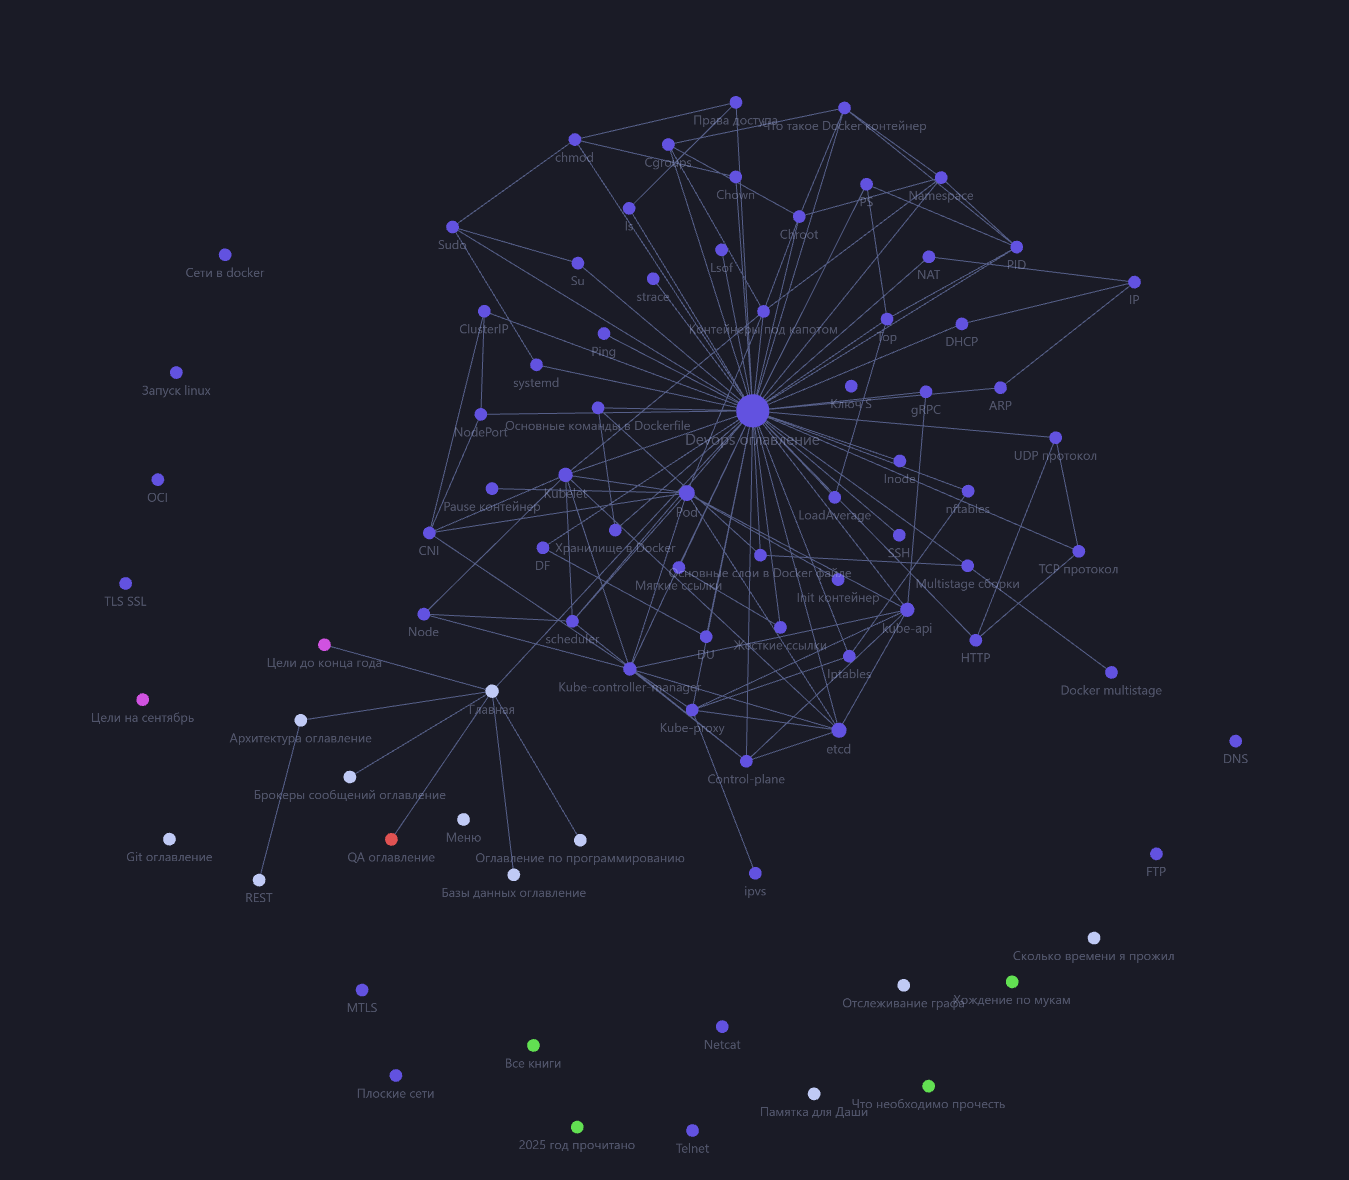 Права доступа
Что такое Docker контейнер
chmod
Cgroups
Chown
PS
Namespace
ls
Chroot
Sudo
Lsof
PID
Сети в docker
Su
NAT
strace
IP
ClusterIP
Контейнеры под капотом
Top
DHCP
Ping
systemd
Запуск linux
Ключ S
gRPC
ARP
NodePort
Основные команды в Dockerfile
Devops оглавление
UDP протокол
Inode
OCI
Kubelet
Pause контейнер
Pod
LoadAverage
nftables
CNI
Хранилище в Docker
SSH
DF
Основные слои в Docker файле
TCP протокол
Мягкие ссылки
Multistage сборки
Init контейнер
TLS SSL
Node
scheduler
kube-api
Жесткие ссылки
DU
HTTP
Цели до конца года
Iptables
Kube-controller-manager
Docker multistage
Цели на сентябрь
Главная
Архитектура оглавление
Kube-proxy
etcd
DNS
Control-plane
Брокеры сообщений оглавление
Меню
Git оглавление
QA оглавление
Оглавление по программированию
FTP
REST
Базы данных оглавление
ipvs
Сколько времени я прожил
Отслеживание графа
Хождение по мукам
MTLS
Netcat
Все книги
Плоские сети
Памятка для Даши
Что необходимо прочесть
2025 год прочитано
Telnet